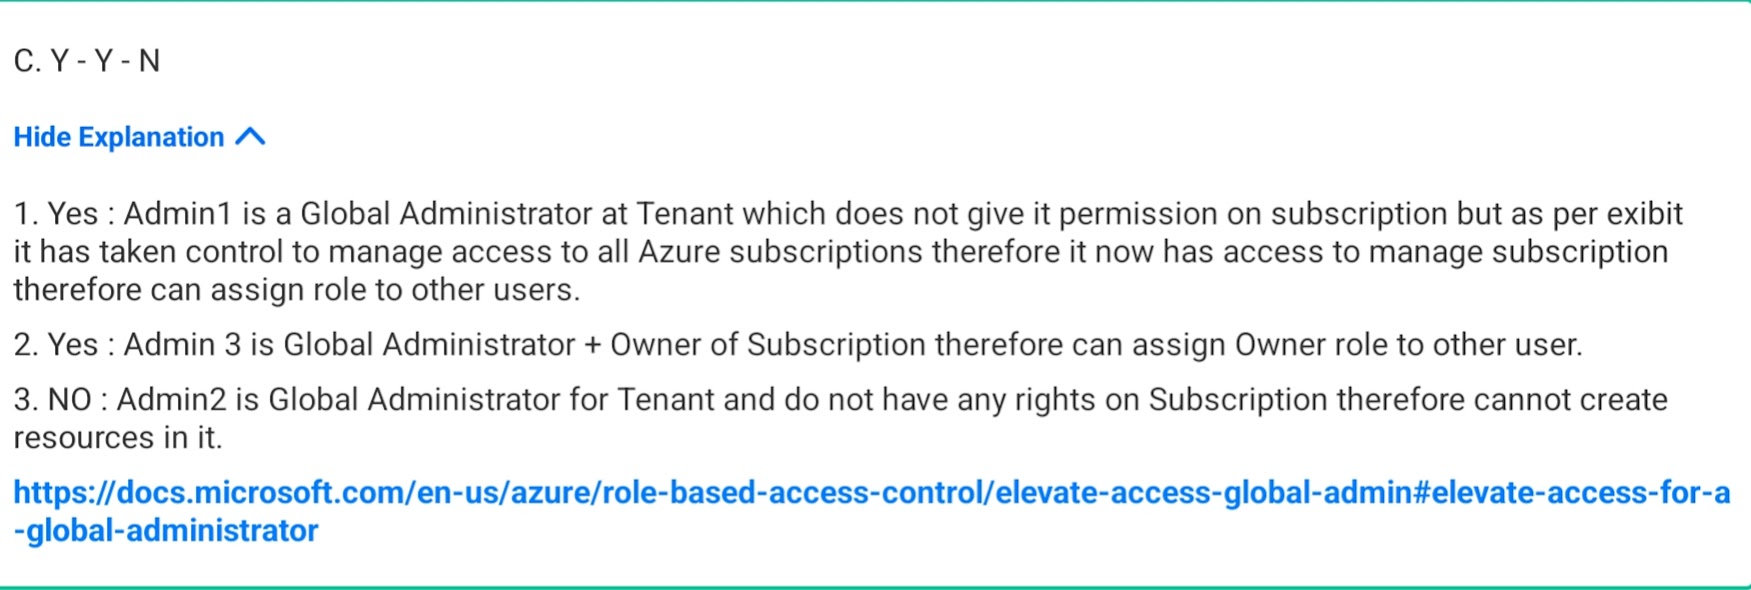 C. Y - Y - N
Hide Explanation
1. Yes : Admin1 is a Global Administrator at Tenant which does not give it permission on subscription but as per exibit
it has taken control to manage access to all Azure subscriptions therefore it now has access to manage subscription
therefore can assign role to other users.
2. Yes : Admin 3 is Global Administrator + Owner of Subscription therefore can assign Owner role to other user.
3. NO : Admin2 is Global Administrator for Tenant and do not have any rights on Subscription therefore cannot create
resources in it.
https://docs.microsoft.com/en-us/azure/role-based-access-control/elevate-access-global-admin#elevate-access-for-a
-global-administrator